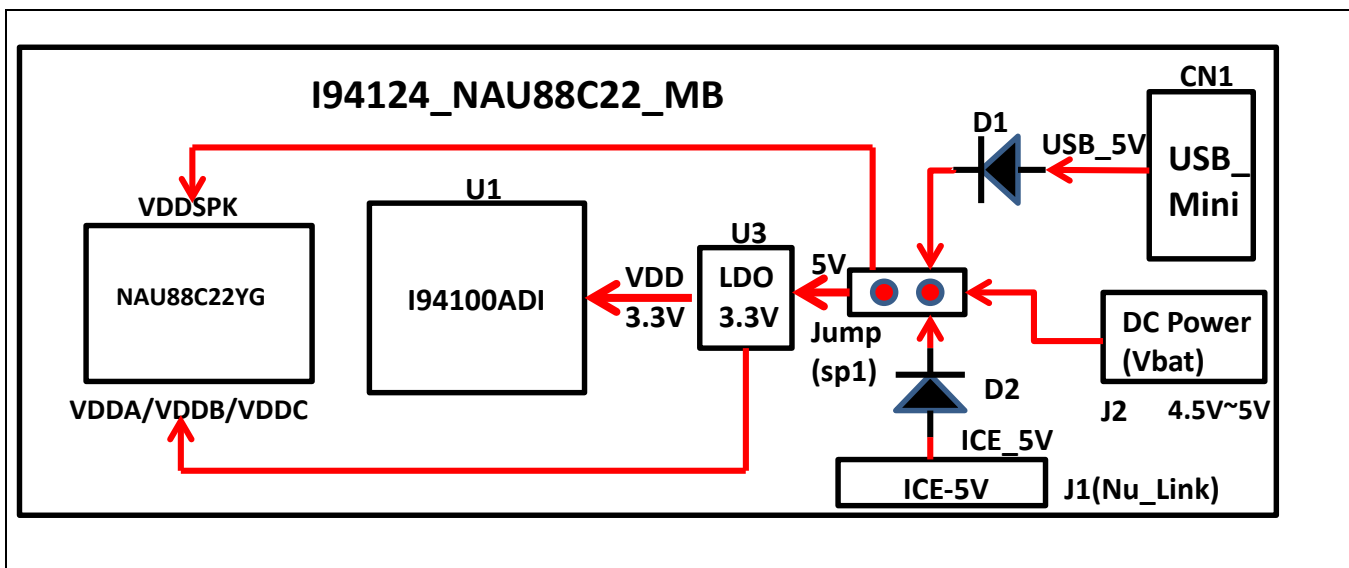 I94124_NAU88C22_MB
CN1
D1
USB_5V
USB_
Mini
VDDSPK
U1
U3
NAU88C22YG
I94100ADI
VDD
3.3V
LDO
3.3V
5V
Jump
(sp1)
DC Power
(Vbat)
J2
4.5V~5V
D2
VDDA/VDDB/VDDC
ICE_5V
ICE-5V
J1(Nu_Link)